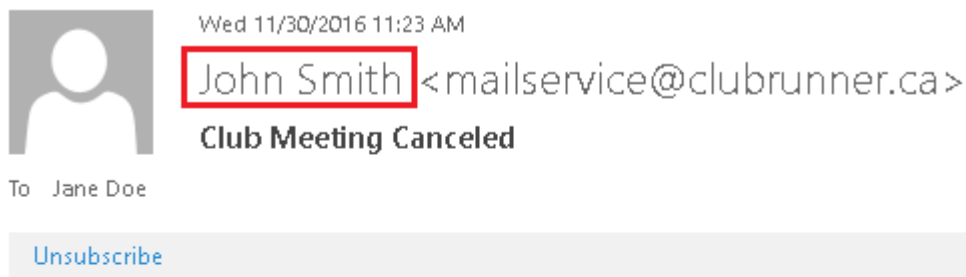 Wed 11/30/2016 11:23 AM
John Smith <mailservice@clubrunner.ca>
Club Meeting Canceled
To Jane Doe
Unsubscribe